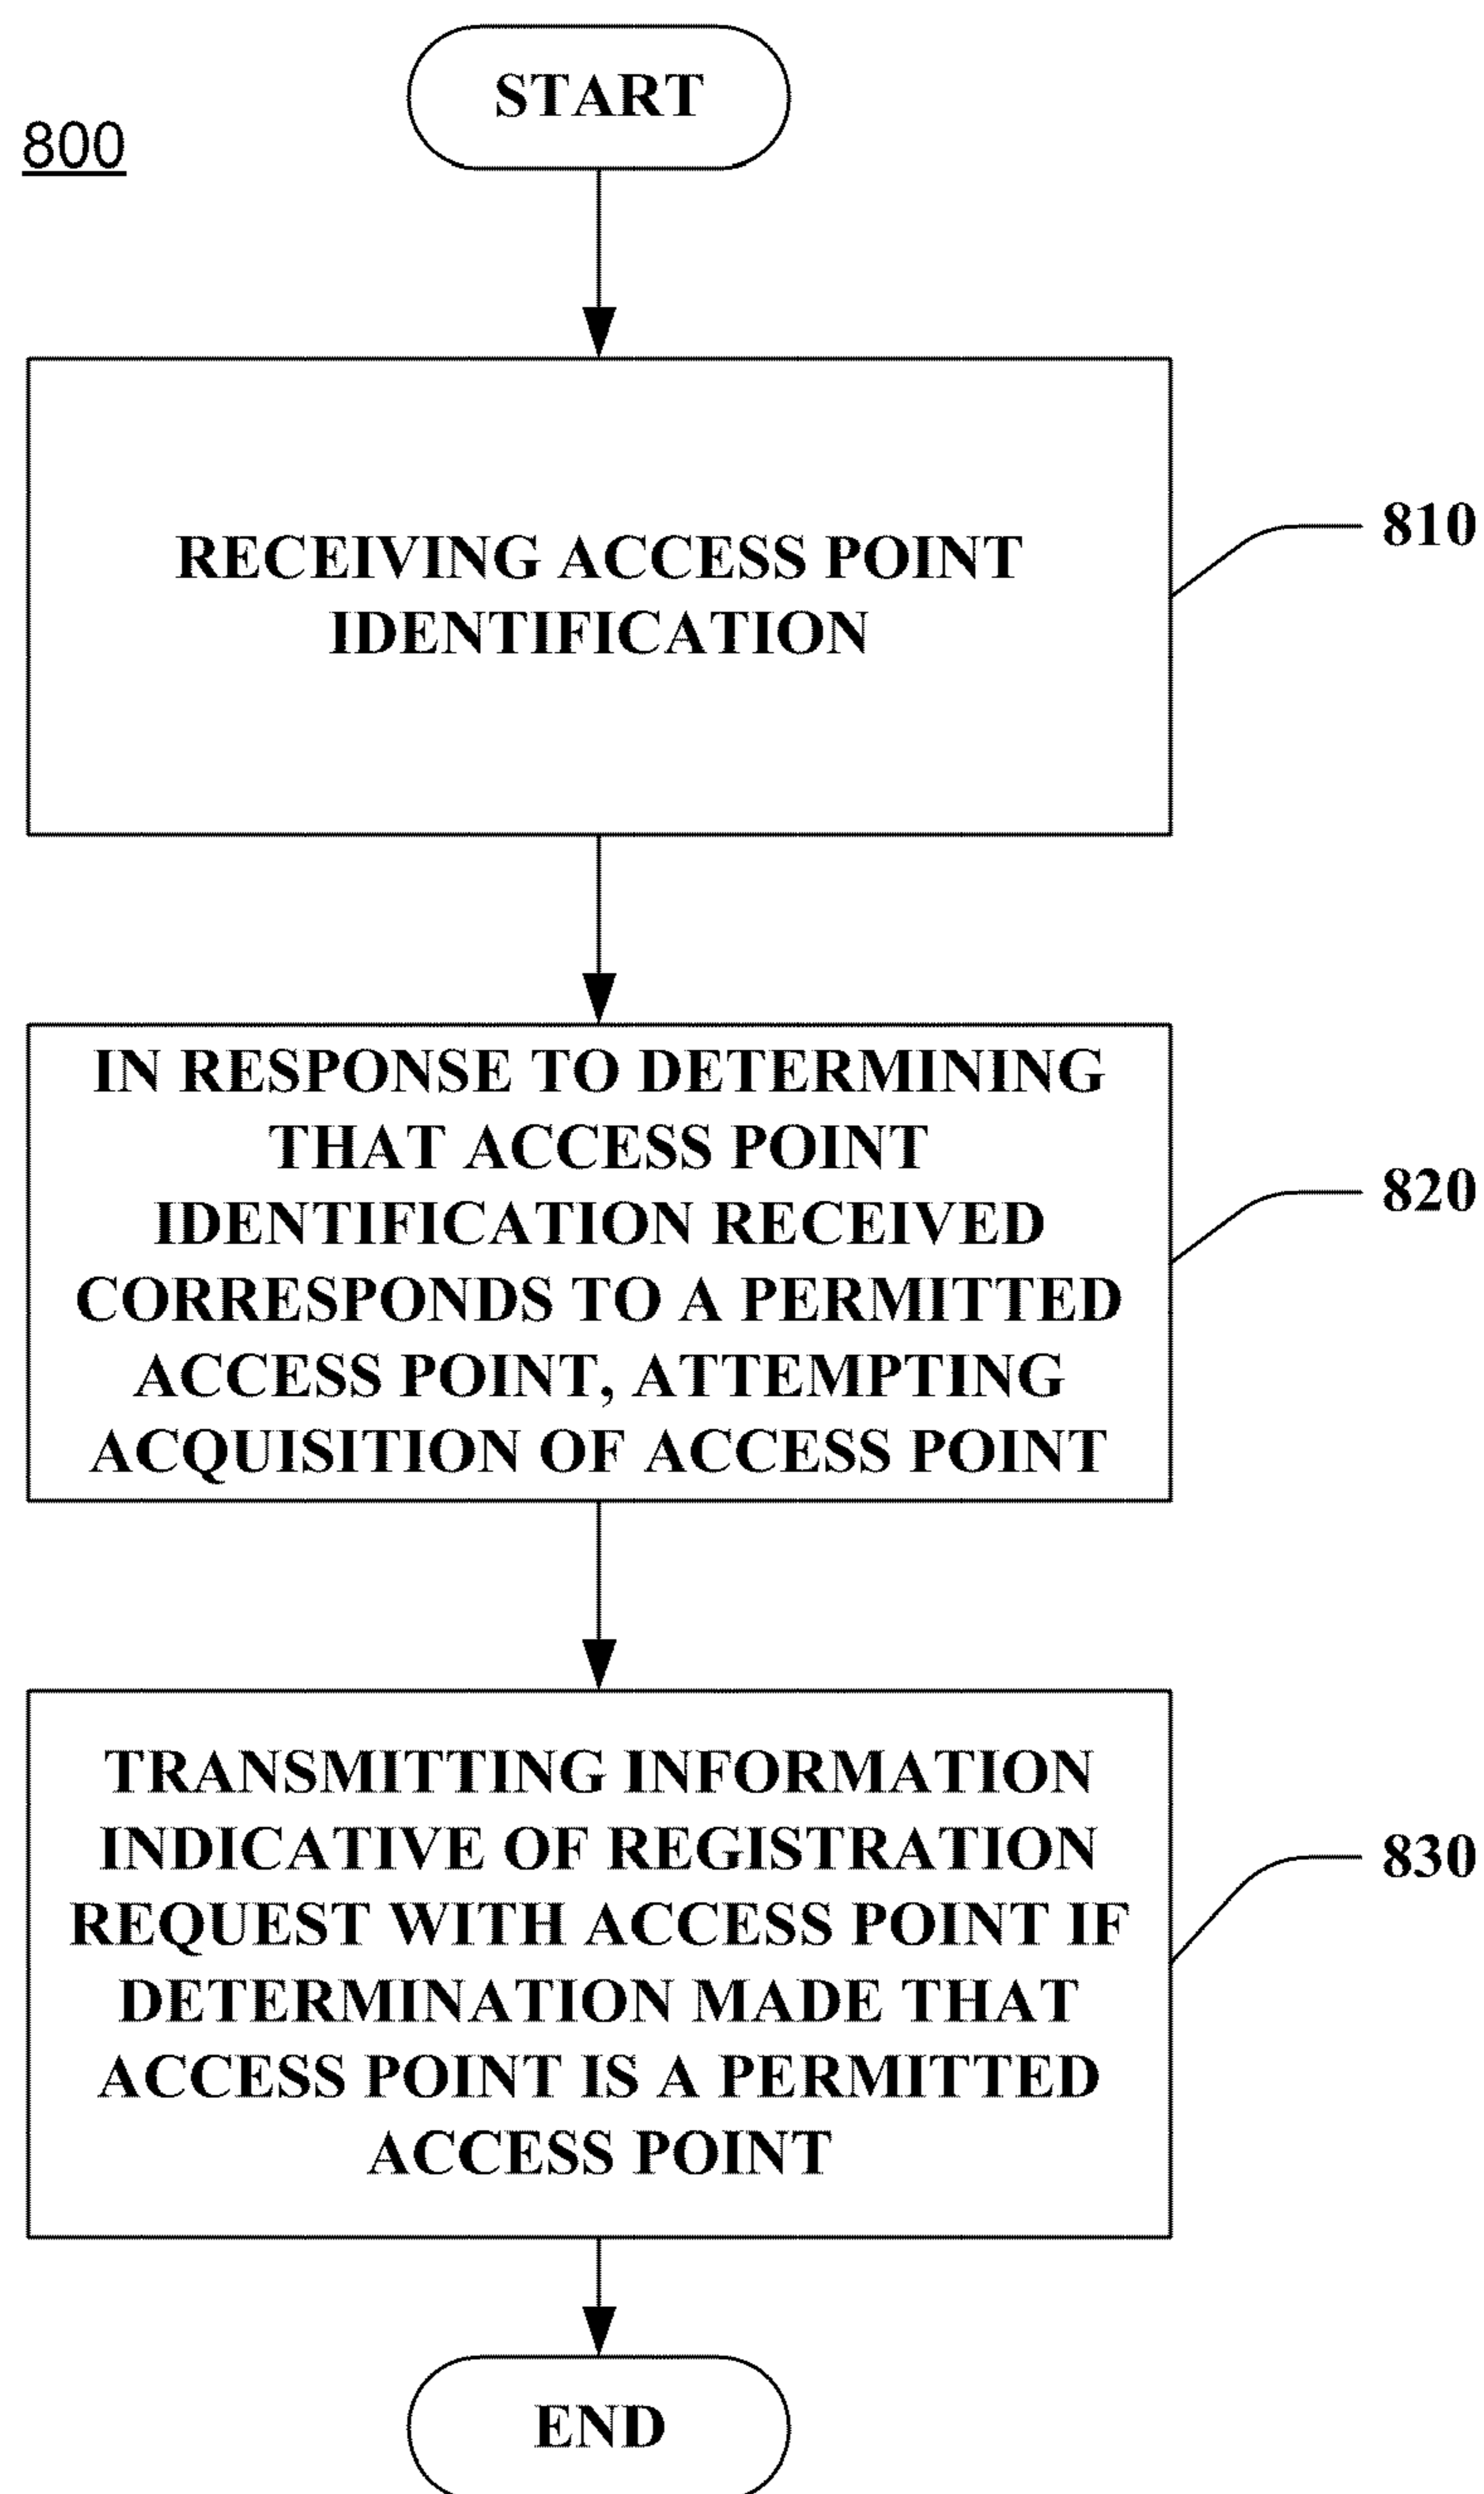 START
800
RECEIVING ACCESS POINT
IDENTIFICATION
810
IN RESPONSE TO DETERMINING
THAT ACCESS POINT
IDENTIFICATION RECEIVED
CORRESPONDS TO A PERMITTED
ACCESS POINT, ATTEMPTING
ACQUISITION OF ACCESS POINT
820
TRANSMITTING INFORMATION
INDICATIVE OF REGISTRATION
REQUEST WITH ACCESS POINT IF
DETERMINATION MADE THAT
ACCESS POINT IS A PERMITTED
ACCESS POINT
830
END